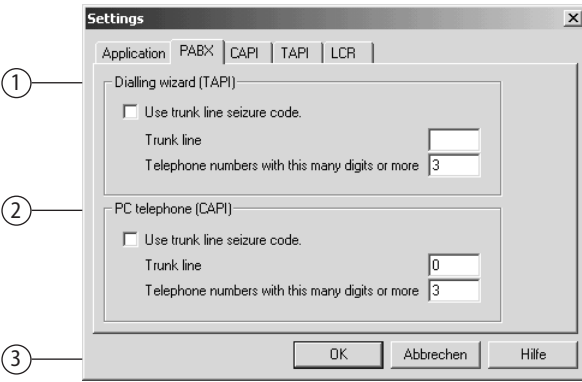 Settings
Application PABX CAPI TAPI LCR
1
Dialling wizard (TAPI)
Use trunk line seizure code.
Trunk line
Telephone numbers with this many digits or more 3
2
PC telephone (CAPI)
Use trunk line seizure code.
Trunk line 0
Telephone numbers with this many digits or more 3
3
OK Abbrechen Hilfe